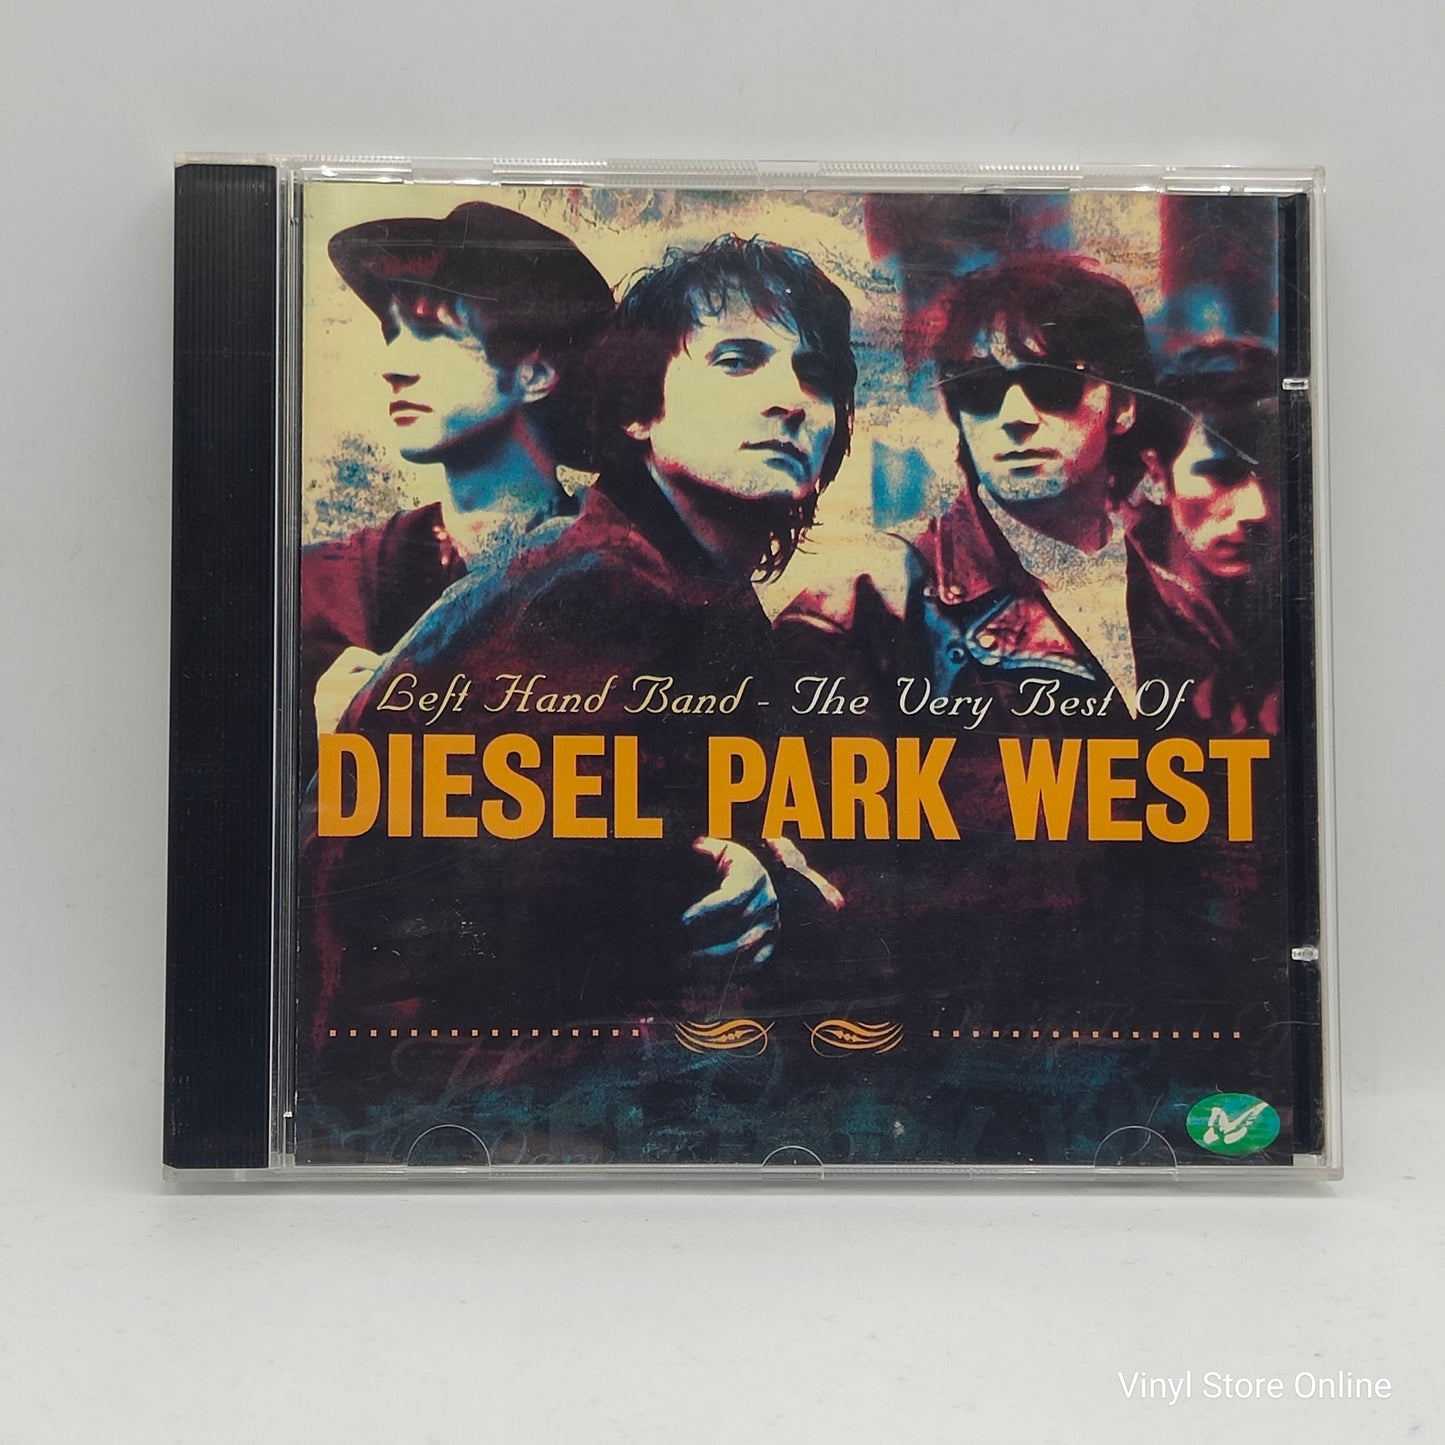 Left Hand Band - The Very Best Of
DIESEL PARK WEST
Vinyl Store Online